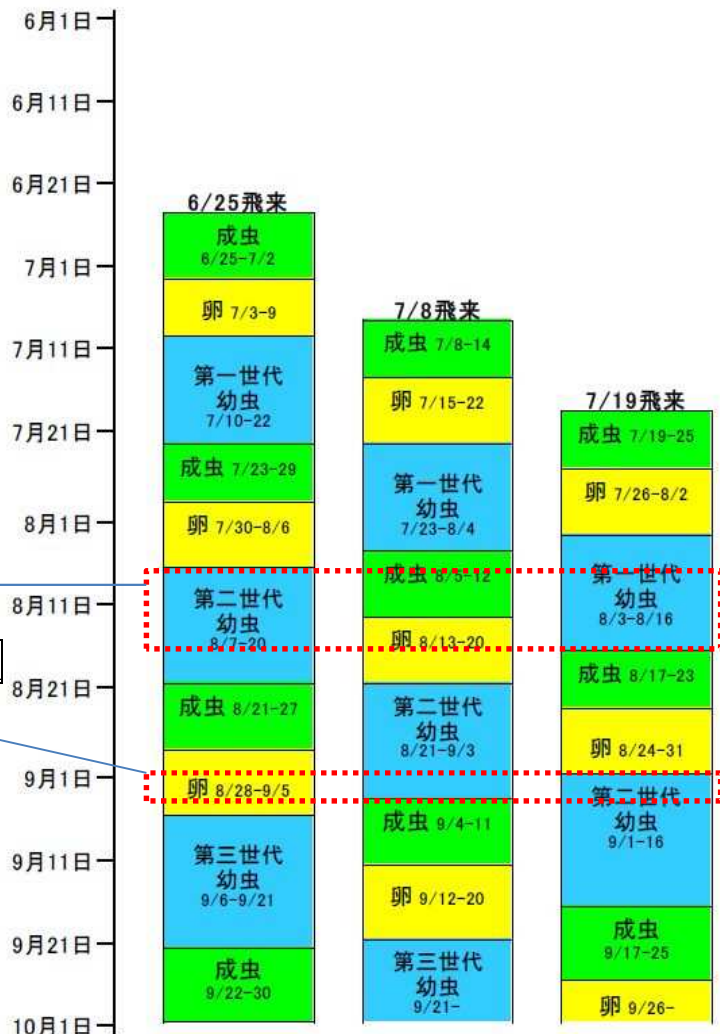 6月1日
6月11日
6月21日
7月1日
7月11日
7月21日
8月1日
8月11日
8月21日
9月1日
9月11日
9月21日
10月1日
6/25飛来
成虫
6/25-7/2
卵 7/3-9
第一世代
幼虫
7/10-22
成虫 7/23-29
卵 7/30-8/6
第二世代
幼虫
8/7-20
成虫 8/21-27
卵 8/28-9/5
第三世代
幼虫
9/6-9/21
成虫
9/22-30
7/8飛来
成虫 7/8-14
卵 7/15-22
第一世代
幼虫
7/23-8/4
成虫 8/5-12
卵 8/13-20
第二世代
幼虫
8/21-9/3
成虫 9/4-11
卵 9/12-20
第三世代
幼虫
9/21-
7/19飛来
成虫 7/19-25
卵 7/26-8/2
第一世代
幼虫
8/3-8/16
成虫 8/17-23
卵 8/24-31
第二世代
幼虫
9/1-16
成虫
9/17-25
卵 9/26-